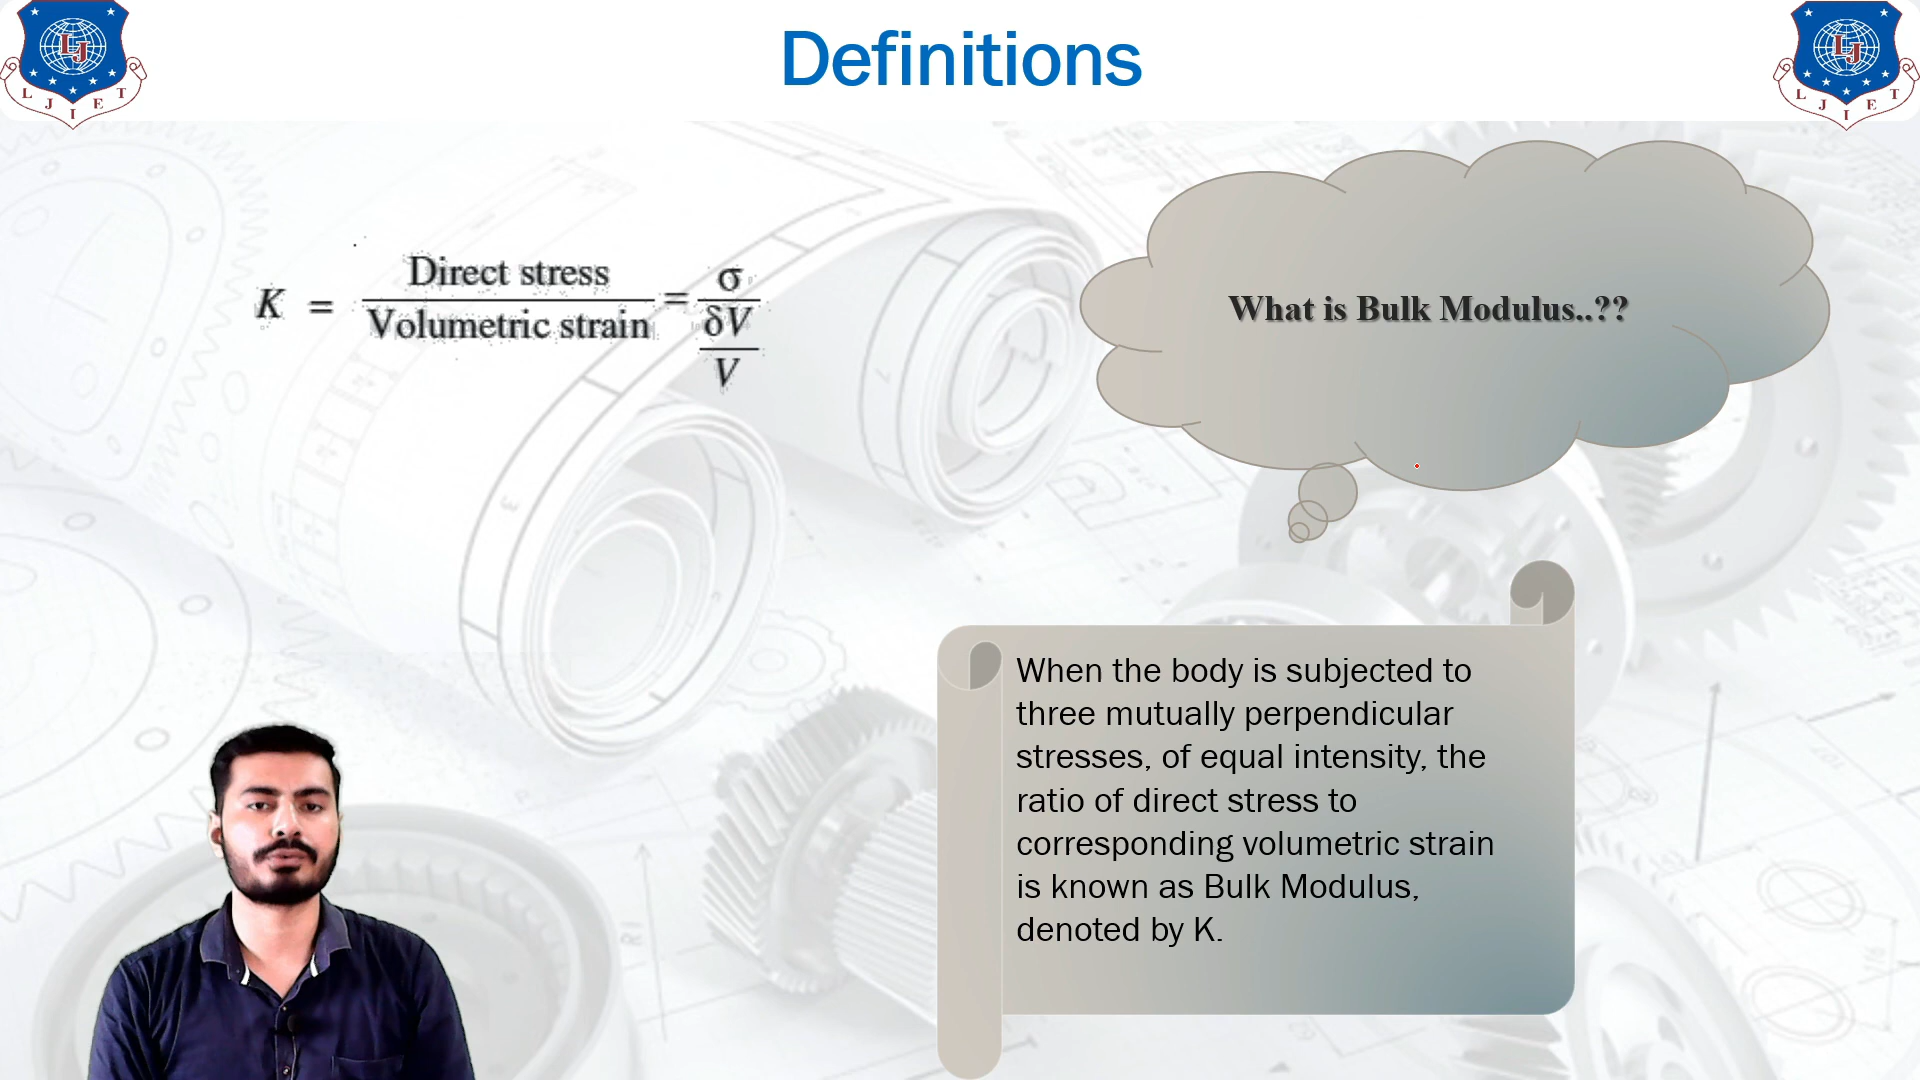 Definitions
LJ
L J I E T
LJ
L J I E T
K = Direct stress / Volumetric strain = σ / δV / V
What is Bulk Modulus..??
When the body is subjected to
three mutually perpendicular
stresses, of equal intensity, the
ratio of direct stress to
corresponding volumetric strain
is known as Bulk Modulus,
denoted by K.